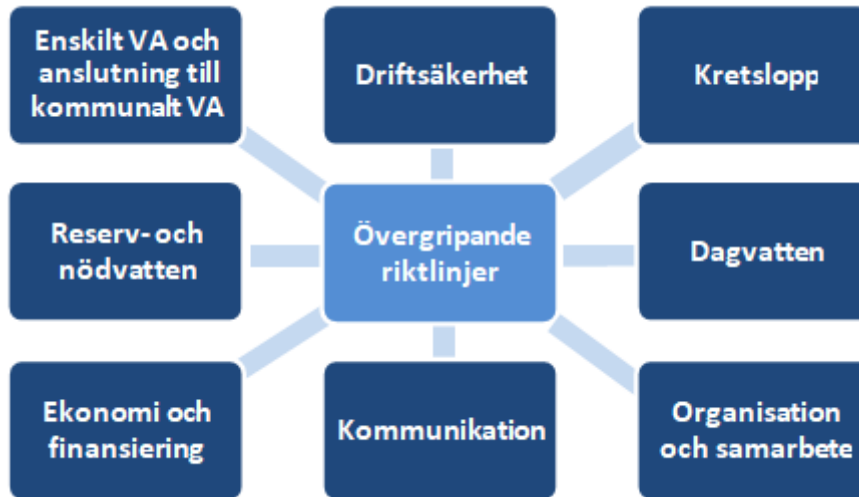 Enskilt VA och
anslutning till
kommunalt VA
Driftsäkerhet
Kretslopp
Reserv- och
nödvatten
Övergripande
riktlinjer
Dagvatten
Ekonomi och
finansiering
Kommunikation
Organisation
och samarbete